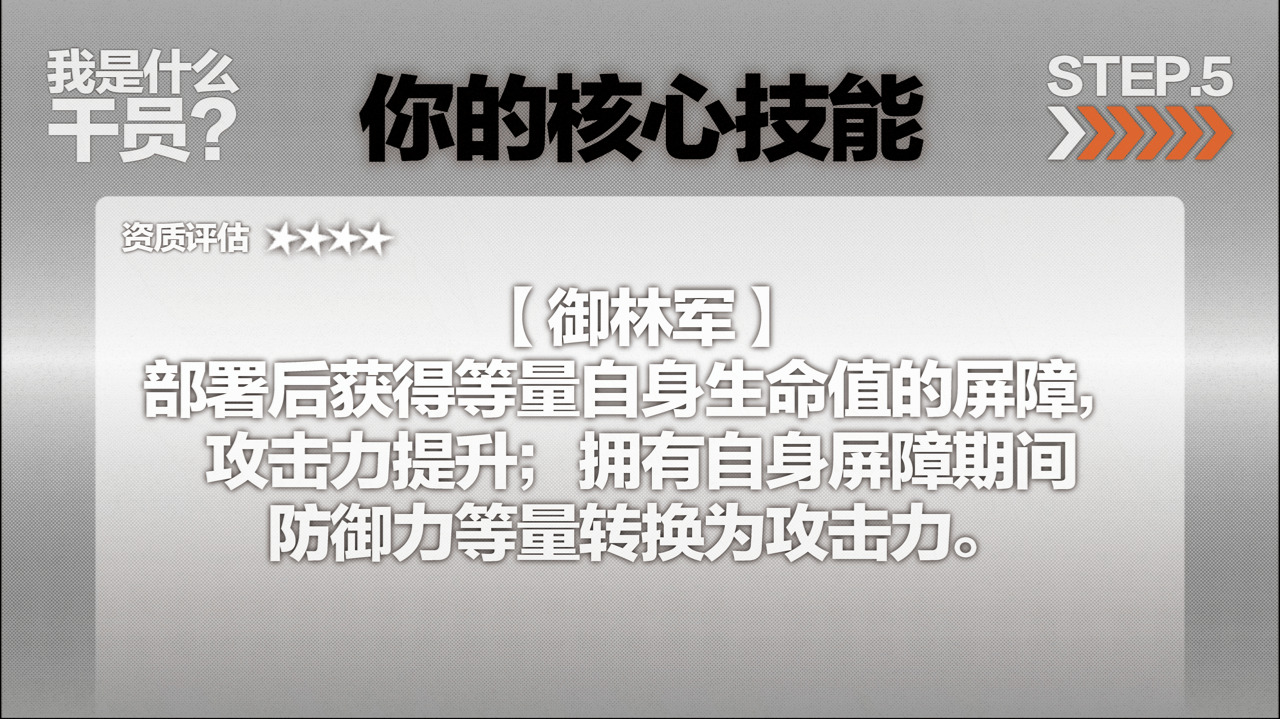 我是什么
干员?
你的核心技能
STEP.5
资质评估 ★★★★
【御林军】
部署后获得等量自身生命值的屏障,
攻击力提升；拥有自身屏障期间
防御力等量转换为攻击力。